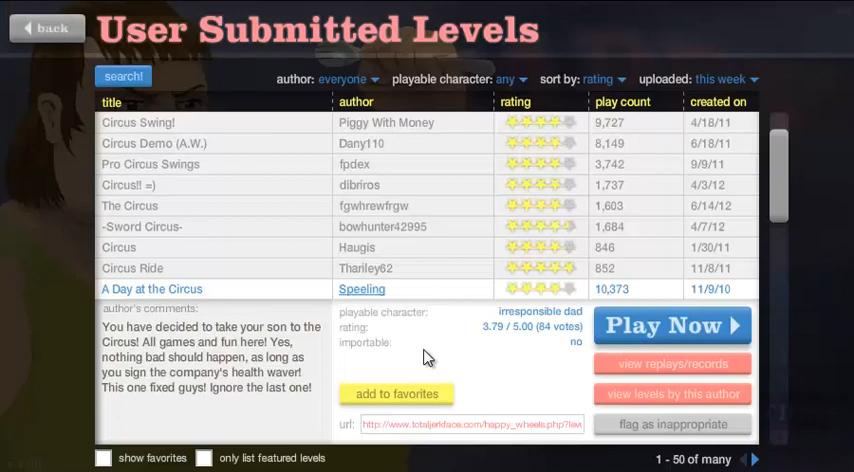 back
User Submitted Levels
search!
author: everyone playable character: any sort by: rating uploaded: this week
title author rating play count created on
Circus Swing! Piggy With Money 9,727 4/18/11
Circus Demo (A.W.) Dany110 8,149 6/18/11
Pro Circus Swings fpdex 3,742 9/9/11
Circus!! =) dibriros 1,737 4/3/12
The Circus fgwhrewfrgw 1,603 6/14/12
-Sword Circus- bowhunter42995 1,684 4/7/12
Circus Haugis 846 1/30/11
Circus Ride Thariley62 852 11/8/11
A Day at the Circus Speeling 10,373 11/9/10
author's comments:
You have decided to take your son to the
Circus! All games and fun here! Yes,
nothing bad should happen, as long as
you sign the company's health waver!
This one fixed guys! Ignore the last one!
playable character: irresponsible dad
rating: 3.79 / 5.00 (84 votes)
importable: no
add to favorites
url: http://www.totaljerkface.com/happy_wheels.php?leve
Play Now
view replays/records
view levels by this author
flag as inappropriate
show favorites only list featured levels
1 - 50 of many